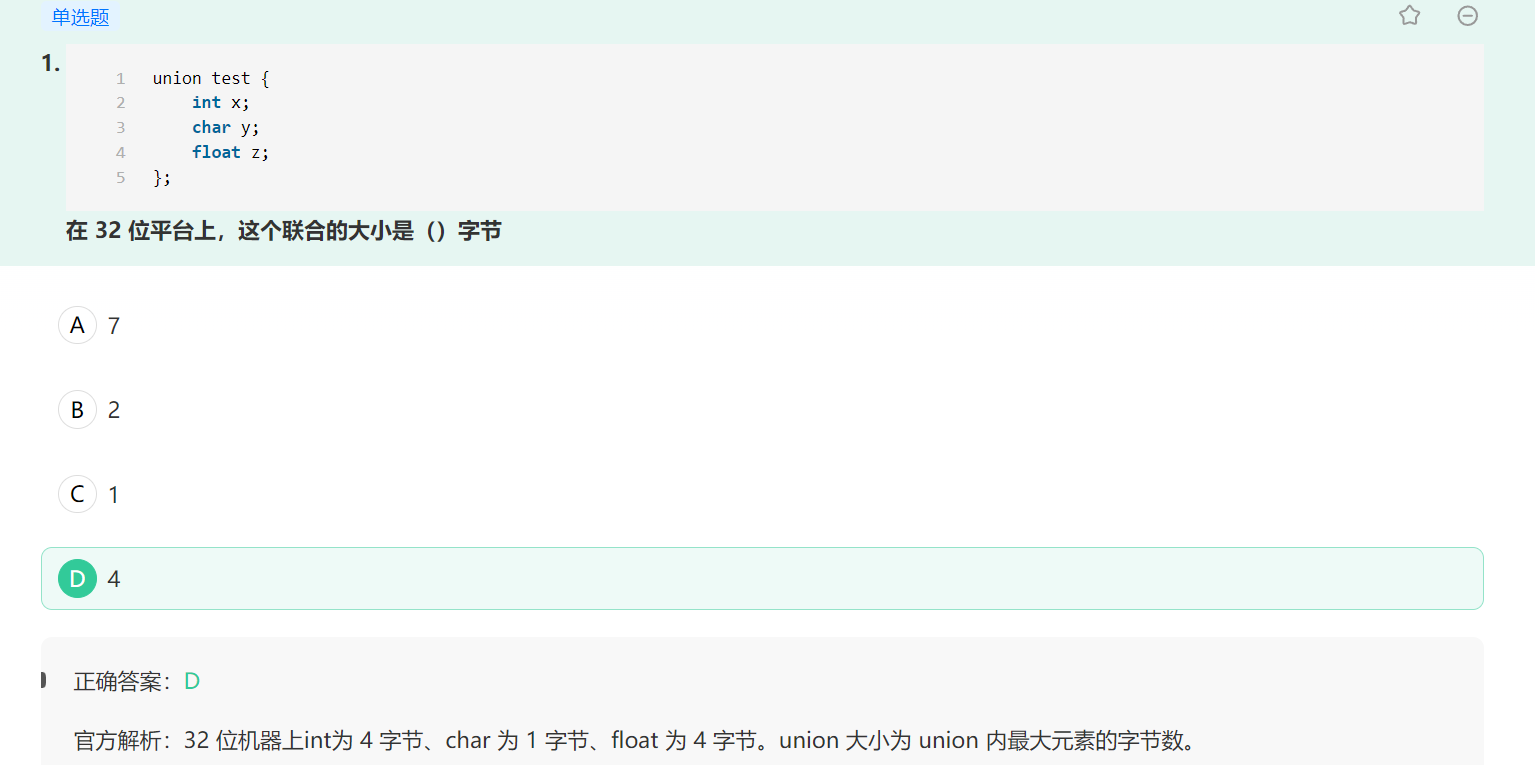 单选题
1.
1 union test {
2 int x;
3 char y;
4 float z;
5 };
在 32 位平台上，这个联合的大小是（）字节
A 7
B 2
C 1
D 4
正确答案：D
官方解析：32 位机器上int为 4 字节、char 为 1 字节、float 为 4 字节。union 大小为 union 内最大元素的字节数。